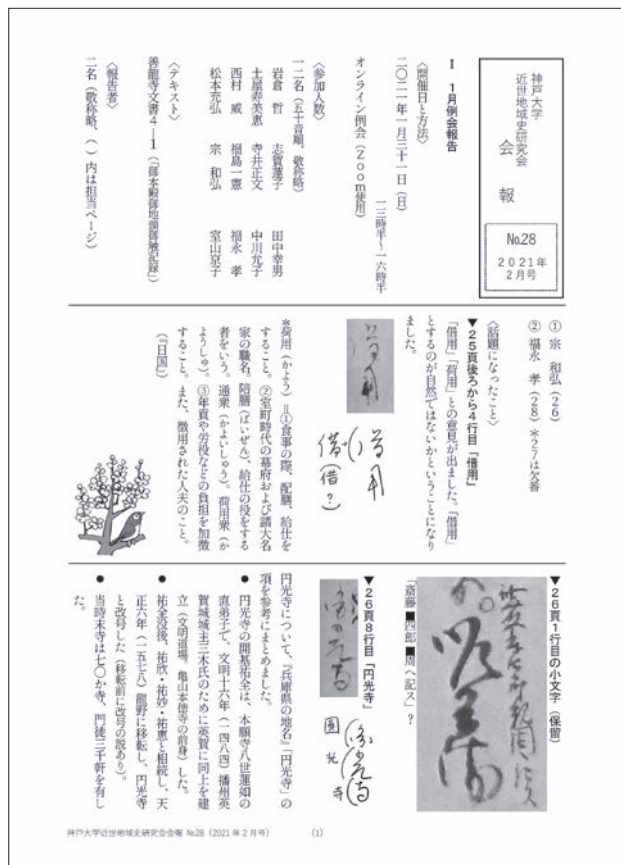 神戸大学
近世地域史研究会
会報
No.28
2021年
2月号
Ⅰ 1月例会報告
〈開催日と方法〉
二〇二一年一月三十一日(日)
一三時半～一六時半
オンライン例会(Zoom使用)
〈参加人数〉
一二名(五十音順、敬称略)
岩倉 哲 志賀蓮子 田中幸男
土屋寿英恵 寺井正文 中川允子
西村 威 福島一憲 福永 孝
松本充弘 宗 和弘 室山京子
〈テキスト〉
善龍寺文書4―1(「御本殿御地頭御機記録」)
〈報告者〉
二名(敬称略、( )内は担当ページ)
① 宗 和弘(26)
② 福永 孝(28)＊27は欠番
〈話題になったこと〉
▼25頁後ろから4行目「借用」
「借用」「荷用」との意見が出ました。「借用」
とするのが自然ではないかということになり
ました。
借(借?)
＊荷用(かよう)＝①食事の際、配膳、給仕を
すること。②室町時代の幕府および諸大名
家の職名。陪膳(ばいぜん)、給仕の役をする
者をいう。通衆(かよいしゅう)。荷用衆(か
ようしゅ)。③年貢や労役などの負担を加徴
すること。また、徴用された人夫のこと。
(『日国』)
▼26頁1行目の小文字(保留)
「斎藤■四郎■周へ記ス」?
▼26頁8行目「円光寺」
圓光寺
円光寺について、『兵庫県の地名』「円光寺」の
項を参考にまとめました。
● 円光寺の開基祐全は、本願寺八世蓮如の
直弟子で、文明十六年(一四八四)播州英
賀城城主三木氏のために英賀に同上を建
立(文明道場。亀山本徳寺の前身)した。
● 祐全没後、祐欣・祐妙・祐恵と相続し、天
正六年(一五七八)龍野に移転し、円光寺
と改号した(移転前に改号の説あり)。
● 当時末寺は七〇か寺、門徒三千軒を有し
た。
神戸大学近世地域史研究会会報 No.28(2021年2月号)
(1)